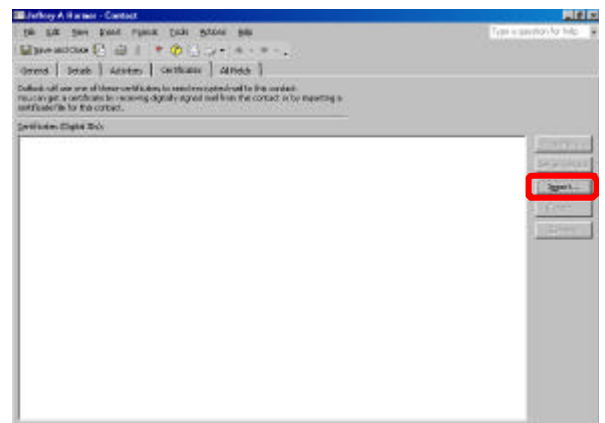 Jeffrey A Harmer - Contact
File Edit View Insert Format Tools Actions Help
Type a question for help
Save and Close
General Details Activities Certificates All Fields
Outlook will use one of these certificates to send encrypted mail to this contact.
You can get a certificate by receiving digitally signed mail from the contact or by importing a
certificate file for this contact.
Certificates (Digital IDs):
Import...